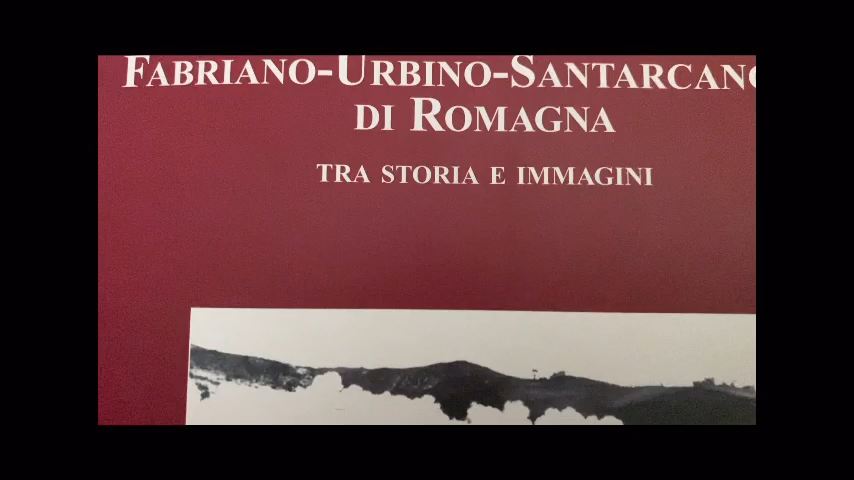 FABRIANO-URBINO-SANTARCANG
DI ROMAGNA
TRA STORIA E IMMAGINI